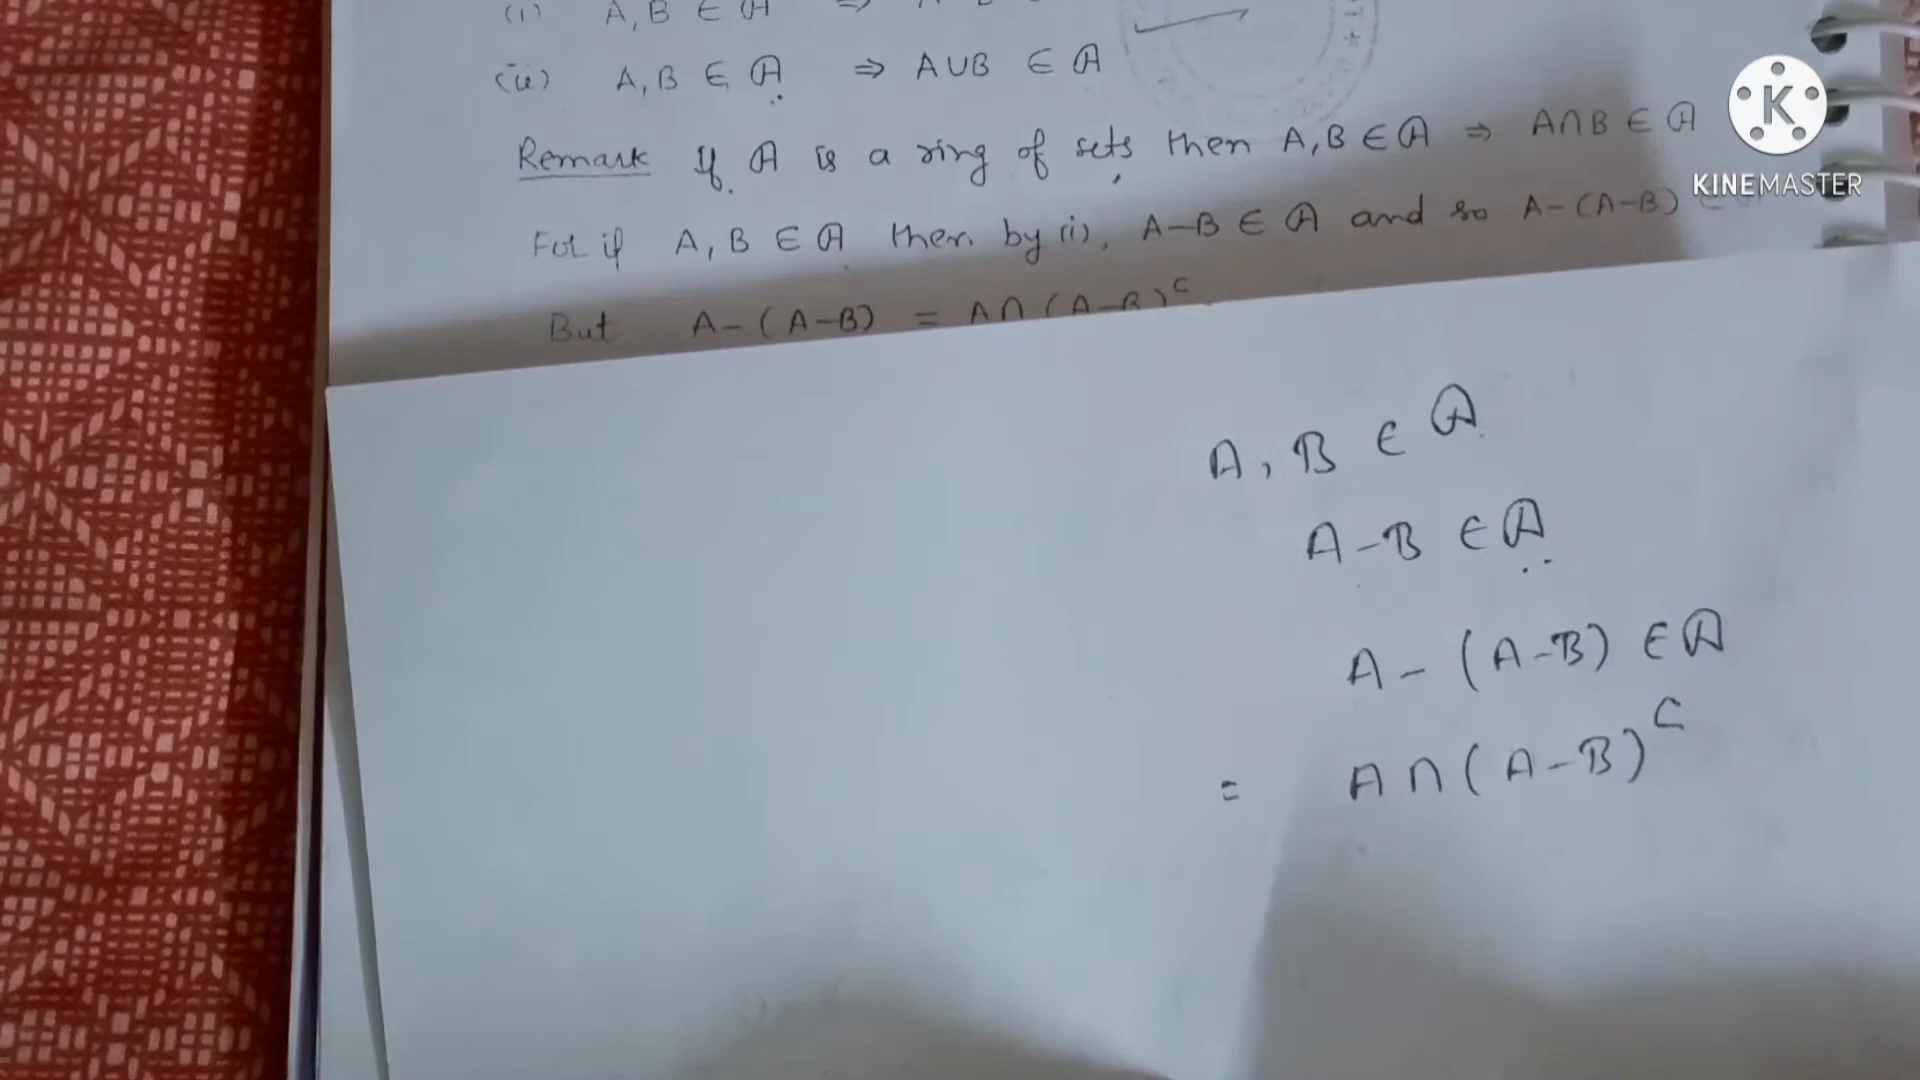 (i) A, B ∈ 𝔸 ⇒
(ii) A, B ∈ 𝔸 ⇒ A∪B ∈ 𝔸
Remark If 𝔸 is a ring of sets then A, B ∈ 𝔸 ⇒ A∩B ∈ 𝔸
For if A, B ∈ 𝔸 then by (i), A-B ∈ 𝔸 and so A-(A-B)
But A-(A-B) = A∩(A-B)ᶜ
A, B ∈ 𝔸
A-B ∈ 𝔸
A-(A-B) ∈ 𝔸
= A∩(A-B)ᶜ
K
KINEMASTER